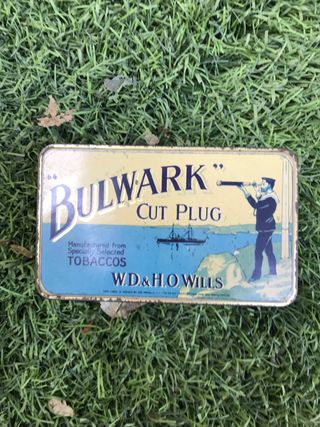 "BULWARK"
CUT PLUG
Manufactured from
Specially Selected
TOBACCOS
W.D.& H.O. WILLS